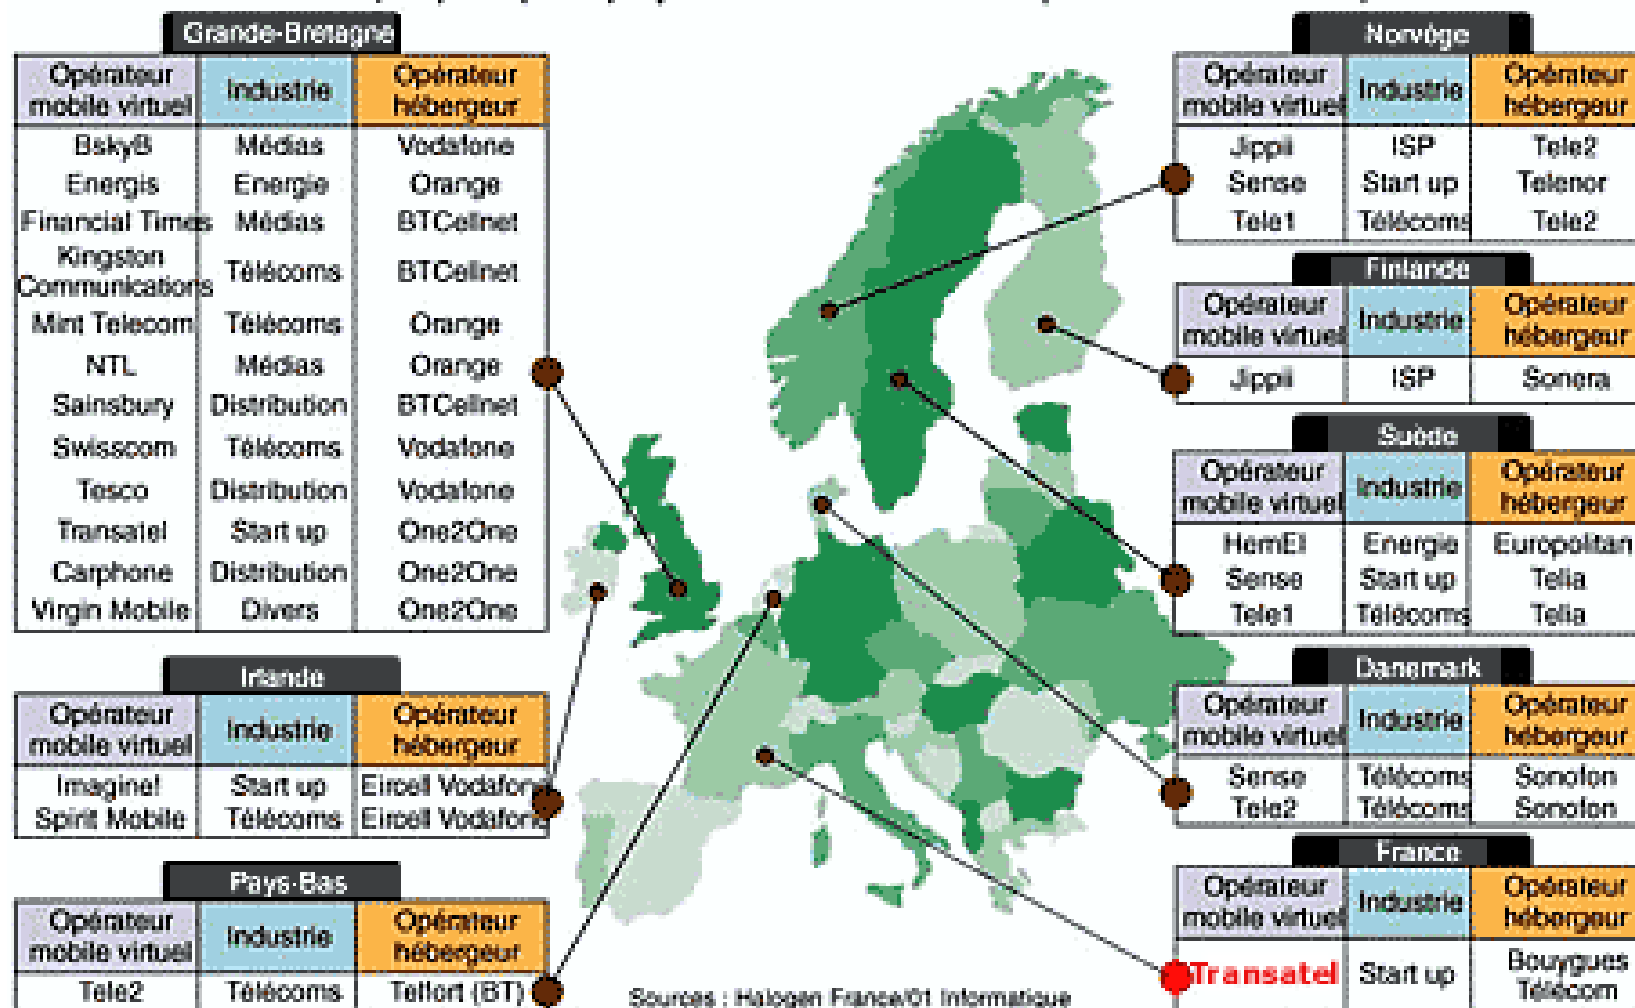 Grande-Bretagne
Opérateur mobile virtuel | Industrie | Opérateur hébergeur
BskyB | Médias | Vodafone
Energis | Energie | Orange
Financial Times | Médias | BTCellnet
Kingston Communications | Télécoms | BTCellnet
Mint Telecom | Télécoms | Orange
NTL | Médias | Orange
Sainsbury | Distribution | BTCellnet
Swisscom | Télécoms | Vodafone
Tesco | Distribution | Vodafone
Transatel | Start up | One2One
Carphone | Distribution | One2One
Virgin Mobile | Divers | One2One
Irlande
Opérateur mobile virtuel | Industrie | Opérateur hébergeur
Imaginet | Start up | Eircell Vodafone
Spirit Mobile | Télécoms | Eircell Vodafone
Pays-Bas
Opérateur mobile virtuel | Industrie | Opérateur hébergeur
Tele2 | Télécoms | Telfort (BT)
Norvège
Opérateur mobile virtuel | Industrie | Opérateur hébergeur
Jippii | ISP | Tele2
Sense | Start up | Telenor
Tele1 | Télécoms | Tele2
Finlande
Opérateur mobile virtuel | Industrie | Opérateur hébergeur
Jippii | ISP | Sonera
Suède
Opérateur mobile virtuel | Industrie | Opérateur hébergeur
HemEl | Energie | Europolitan
Sense | Start up | Telia
Tele1 | Télécoms | Telia
Danemark
Opérateur mobile virtuel | Industrie | Opérateur hébergeur
Sense | Télécoms | Sonofon
Tele2 | Télécoms | Sonofon
France
Opérateur mobile virtuel | Industrie | Opérateur hébergeur
Transatel | Start up | Bouygues Télécom
Sources : Halogen France/01 Informatique